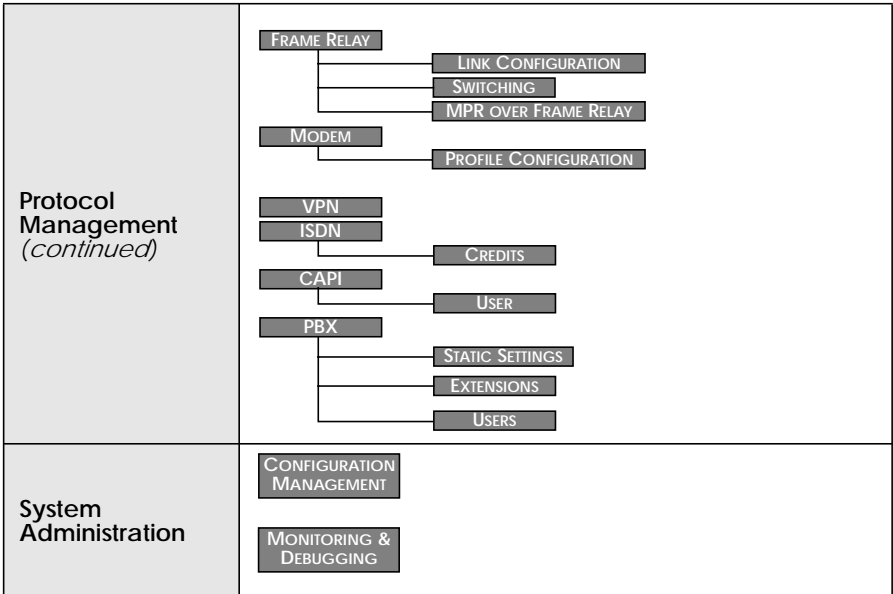 Protocol
Management
(continued)
FRAME RELAY
LINK CONFIGURATION
SWITCHING
MPR OVER FRAME RELAY
MODEM
PROFILE CONFIGURATION
VPN
ISDN
CREDITS
CAPI
USER
PBX
STATIC SETTINGS
EXTENSIONS
USERS
System
Administration
CONFIGURATION
MANAGEMENT
MONITORING &
DEBUGGING